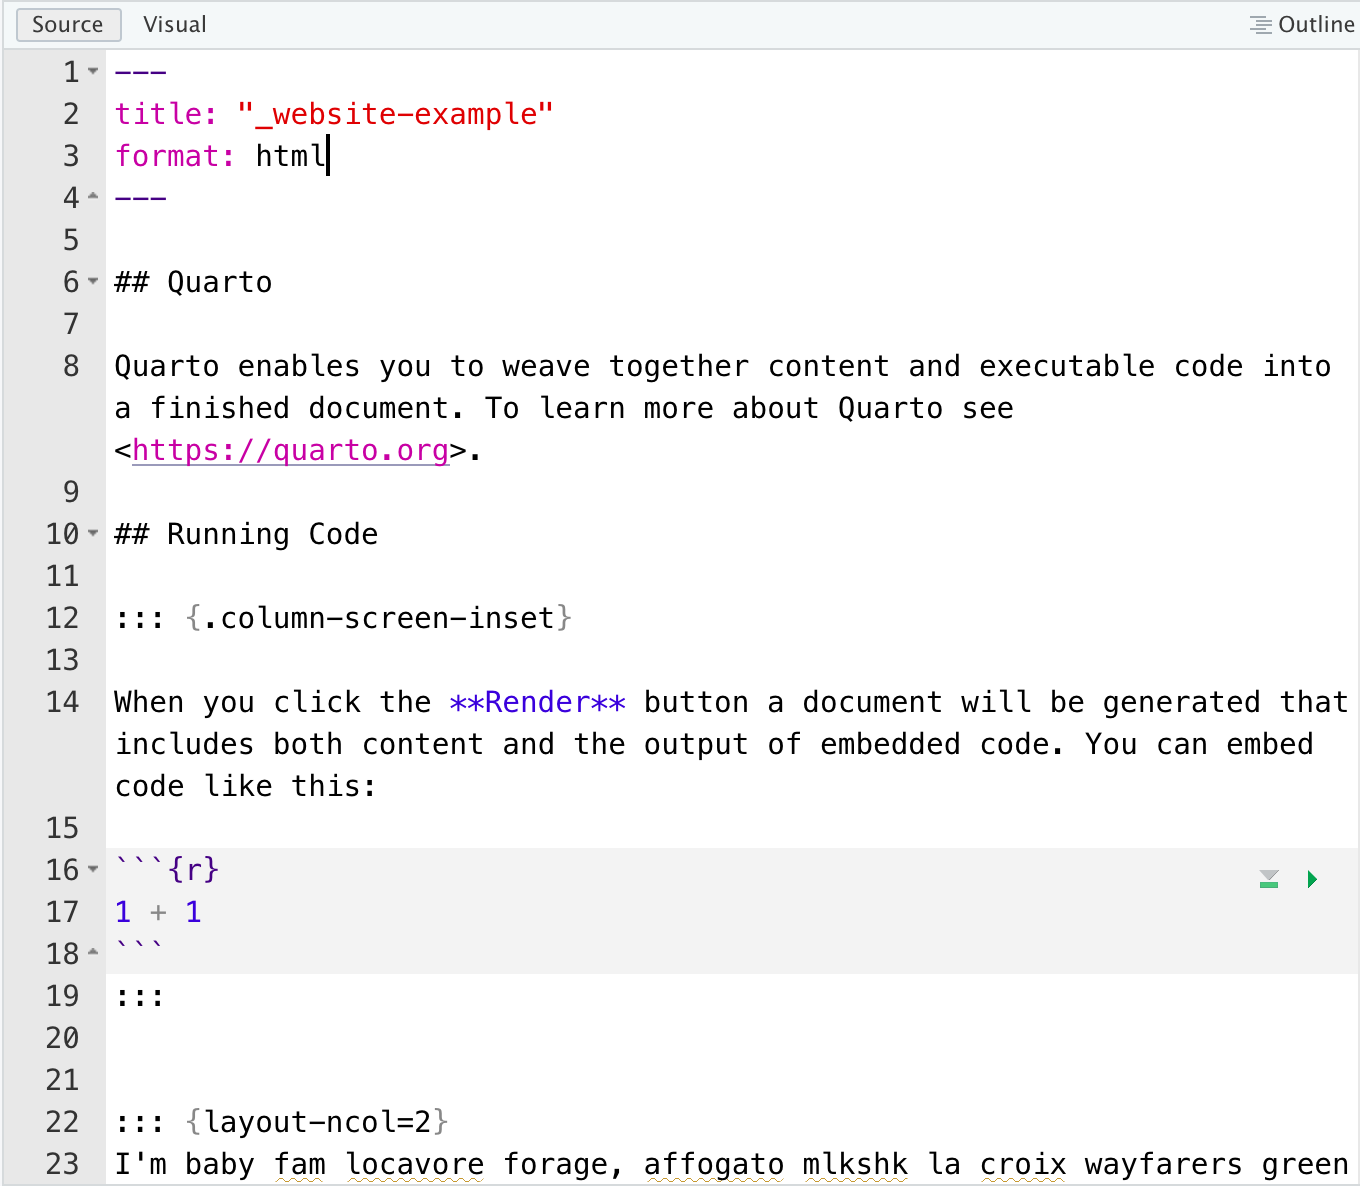 Source Visual Outline
1 ---
2 title: "_website-example"
3 format: html
4 ---
5
6 ## Quarto
7
8 Quarto enables you to weave together content and executable code into
a finished document. To learn more about Quarto see
<https://quarto.org>.
9
10 ## Running Code
11
12 ::: {.column-screen-inset}
13
14 When you click the **Render** button a document will be generated that
includes both content and the output of embedded code. You can embed
code like this:
15
16 ```{r}
17 1 + 1
18 ```
19 :::
20
21
22 ::: {layout-ncol=2}
23 I'm baby fam locavore forage, affogato mlkshk la croix wayfarers green